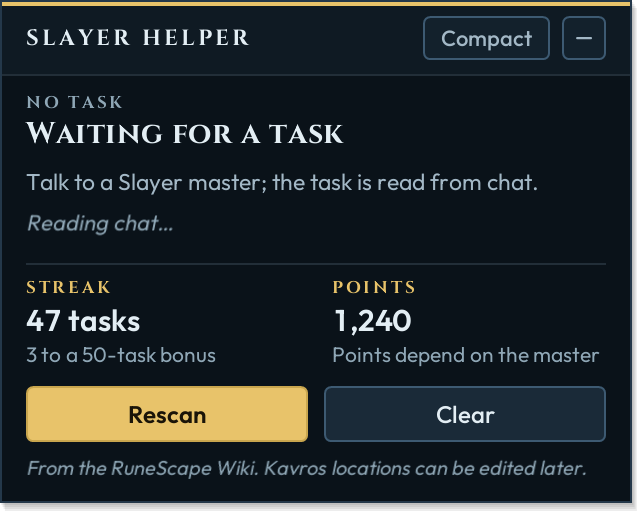 SLAYER HELPER
Compact
–
NO TASK
WAITING FOR A TASK
Talk to a Slayer master; the task is read from chat.
Reading chat...
STREAK
POINTS
47 tasks
1,240
3 to a 50-task bonus
Points depend on the master
Rescan
Clear
From the RuneScape Wiki. Kavros locations can be edited later.